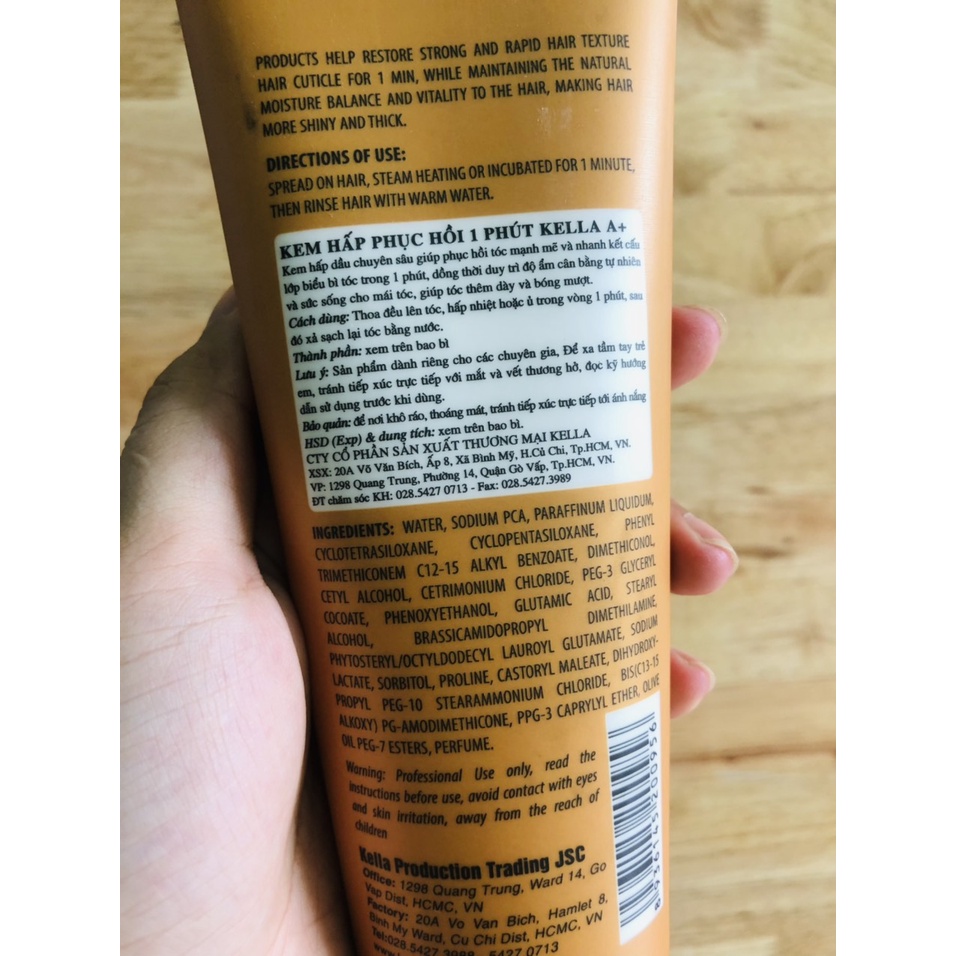 PRODUCTS HELP RESTORE STRONG AND RAPID HAIR TEXTURE
HAIR CUTICLE FOR 1 MIN, WHILE MAINTAINING THE NATURAL
MOISTURE BALANCE AND VITALITY TO THE HAIR, MAKING HAIR
MORE SHINY AND THICK.
DIRECTIONS OF USE:
SPREAD ON HAIR, STEAM HEATING OR INCUBATED FOR 1 MINUTE,
THEN RINSE HAIR WITH WARM WATER.
KEM HẤP PHỤC HỒI 1 PHÚT KELLA A+
Kem hấp dầu chuyên sâu giúp phục hồi tóc mạnh mẽ và nhanh kết cấu
lớp biểu bì tóc trong 1 phút, đồng thời duy trì độ ẩm cân bằng tự nhiên
và sức sống cho mái tóc, giúp tóc thêm dày và bóng mượt.
Cách dùng: Thoa đều lên tóc, hấp nhiệt hoặc ủ trong vòng 1 phút, sau
đó xả sạch lại tóc bằng nước.
Thành phần: xem trên bao bì
Lưu ý: Sản phẩm dành riêng cho các chuyên gia, Để xa tầm tay trẻ
em, tránh tiếp xúc trực tiếp với mắt và vết thương hở, đọc kỹ hướng
dẫn sử dụng trước khi dùng.
Bảo quản: để nơi khô ráo, thoáng mát, tránh tiếp xúc trực tiếp tới ánh nắng
HSD (Exp) & dung tích: xem trên bao bì.
CTY CỔ PHẦN SẢN XUẤT THƯƠNG MẠI KELLA
XSX: 20A Võ Văn Bích, Ấp 8, Xã Bình Mỹ, H.Củ Chi, Tp.HCM, VN.
VP: 1298 Quang Trung, Phường 14, Quận Gò Vấp, Tp.HCM, VN.
ĐT chăm sóc KH: 028.5427 0713 - Fax: 028.5427.3989
INGREDIENTS: WATER, SODIUM PCA, PARAFFINUM LIQUIDUM,
CYCLOTETRASILOXANE, CYCLOPENTASILOXANE, PHENYL
TRIMETHICONEM C12-15 ALKYL BENZOATE, DIMETHICONOL,
CETYL ALCOHOL, CETRIMONIUM CHLORIDE, PEG-3 GLYCERYL
COCOATE, PHENOXYETHANOL, GLUTAMIC ACID, STEARYL
ALCOHOL, BRASSICAMIDOPROPYL DIMETHILAMINE,
PHYTOSTERYL/OCTYLDODECYL LAUROYL GLUTAMATE, SODIUM
LACTATE, SORBITOL, PROLINE, CASTORYL MALEATE, DIHYDROXY-
PROPYL PEG-10 STEARAMMONIUM CHLORIDE, BIS(C13-15
ALKOXY) PG-AMODIMETHICONE, PPG-3 CAPRYLYL ETHER, OLIVE
OIL PEG-7 ESTERS, PERFUME.
Warning: Professional Use only, read the
instructions before use, avoid contact with eyes
and skin irritation, away from the reach of
children
Kella Production Trading JSC
Office: 1298 Quang Trung, Ward 14, Go
Vap Dist, HCMC, VN
Factory: 20A Vo Van Bich, Hamlet 8,
Binh My Ward, Cu Chi Dist, HCMC, VN
Tel:028.5427 3989 - 5427 0713
8 936145 200956